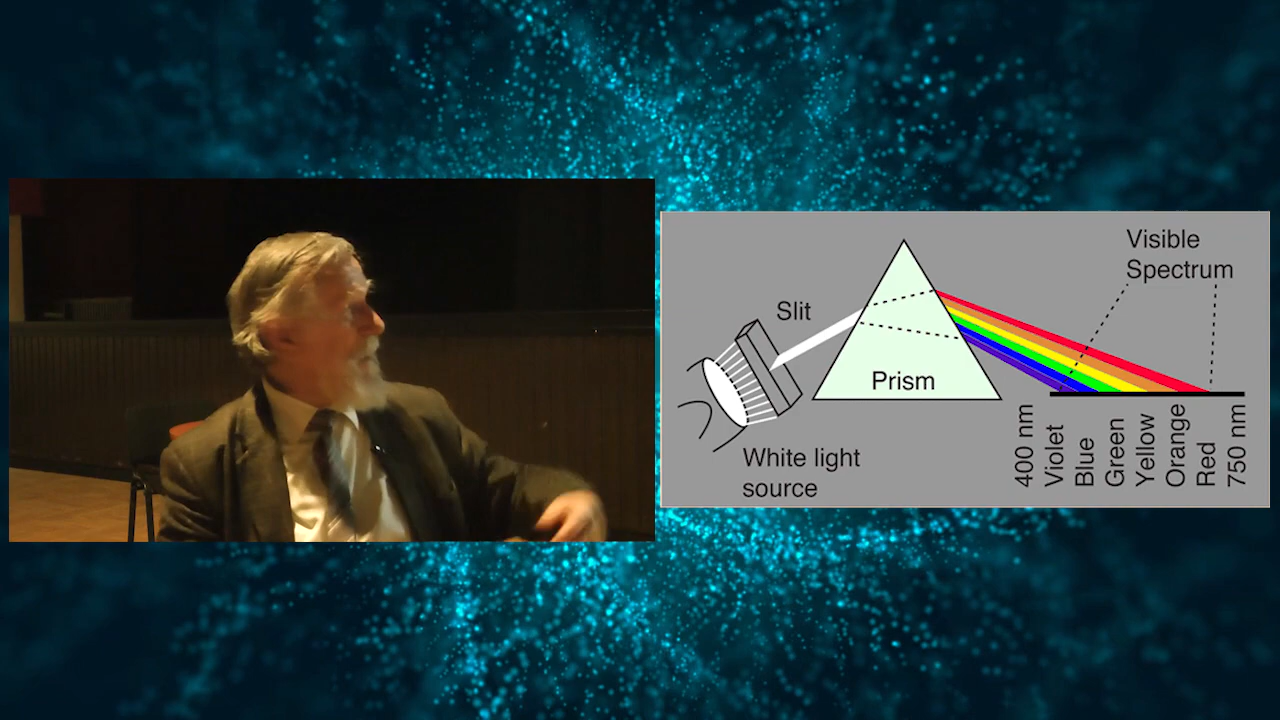 Visible
Spectrum
Slit
Prism
White light
source
400 nm
Violet
Blue
Green
Yellow
Orange
Red
750 nm